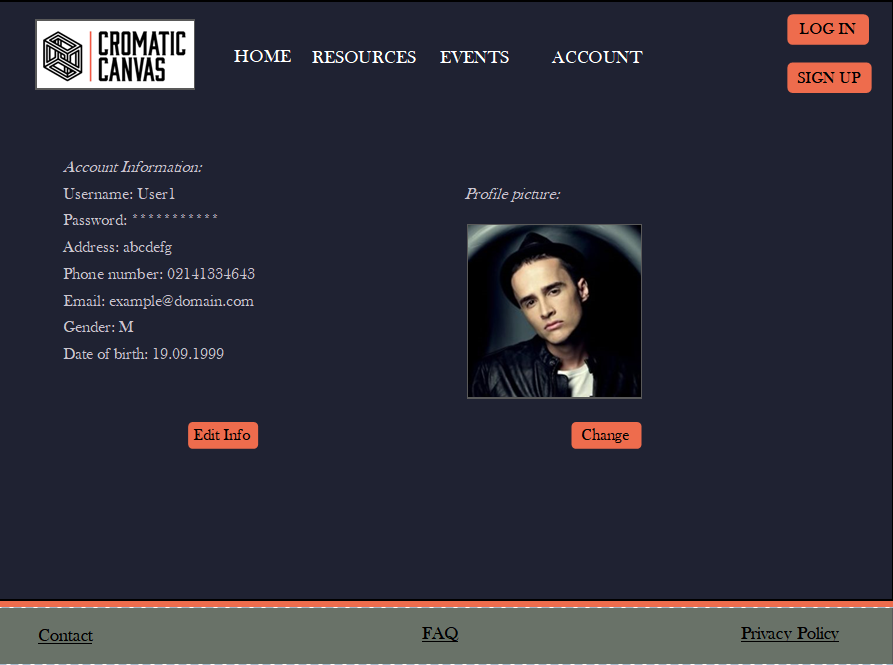 CROMATIC
CANVAS
HOME RESOURCES EVENTS ACCOUNT
LOG IN
SIGN UP
Account Information:
Username: User1
Password: ***********
Address: abcdefg
Phone number: 02141334643
Email: example@domain.com
Gender: M
Date of birth: 19.09.1999
Edit Info
Profile picture:
Change
Contact FAQ Privacy Policy